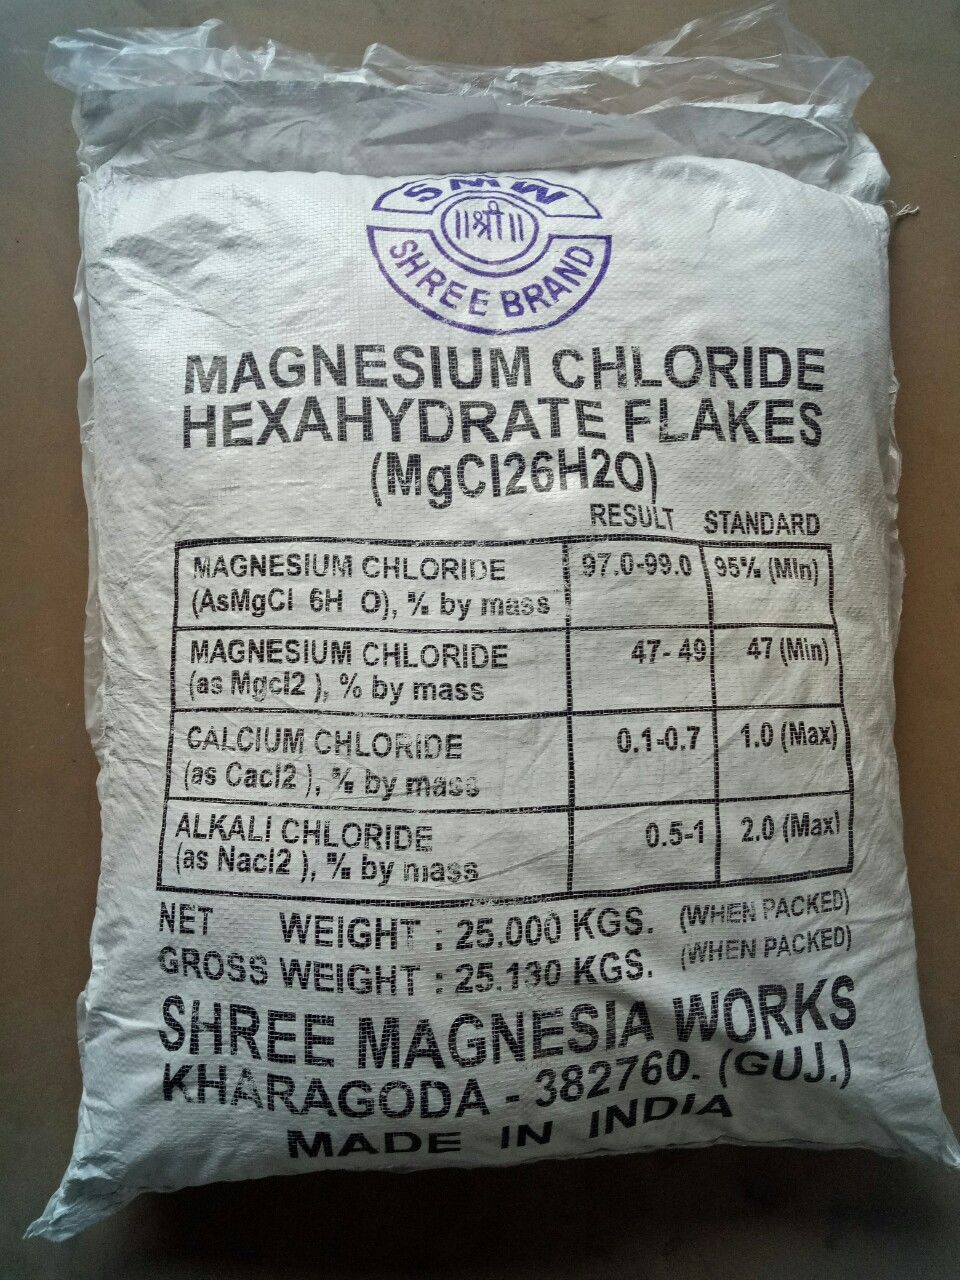 SMW
॥श्री॥
SHREE BRAND
MAGNESIUM CHLORIDE
HEXAHYDRATE FLAKES
(MgCl26H2O)
RESULT STANDARD
MAGNESIUM CHLORIDE 97.0-99.0 95% (Min)
(AsMgCl 6H O), % by mass
MAGNESIUM CHLORIDE 47- 49 47 (Min)
(as Mgcl2 ), % by mass
CALCIUM CHLORIDE 0.1-0.7 1.0 (Max)
(as Cacl2 ), % by mass
ALKALI CHLORIDE 0.5-1 2.0 (Max)
(as Nacl2 ), % by mass
NET WEIGHT : 25.000 KGS. (WHEN PACKED)
GROSS WEIGHT : 25.130 KGS. (WHEN PACKED)
SHREE MAGNESIA WORKS
KHARAGODA - 382760. (GUJ.)
MADE IN INDIA